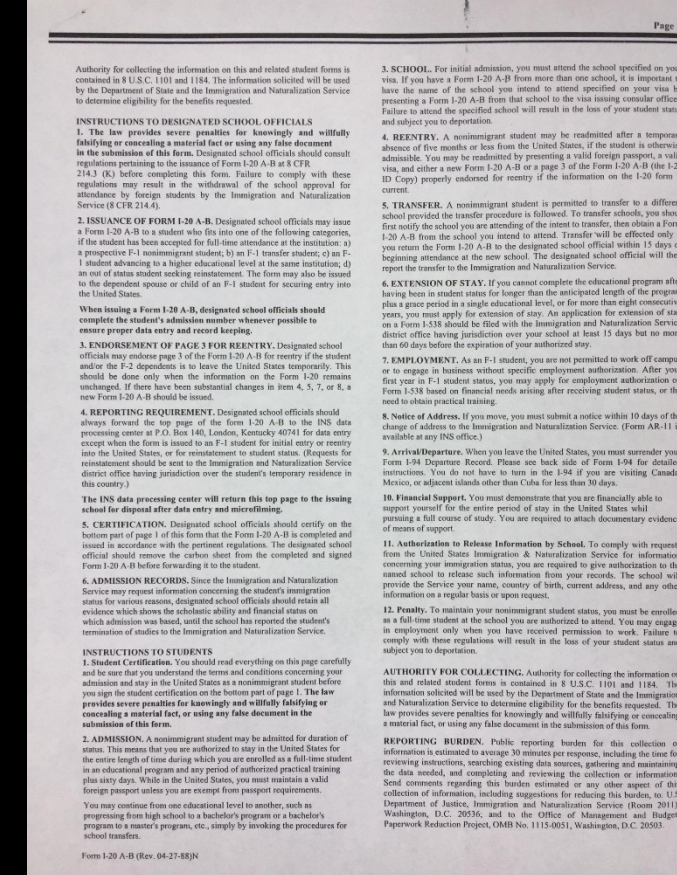 Page
Authority for collecting the information on this and related student forms is
contained in 8 U.S.C. 1101 and 1184. The information solicited will be used
by the Department of State and the Immigration and Naturalization Service
to determine eligibility for the benefits requested.
INSTRUCTIONS TO DESIGNATED SCHOOL OFFICIALS
1. The law provides severe penalties for knowingly and willfully
falsifying or concealing a material fact or using any false document
in the submission of this form. Designated school officials should consult
regulations pertaining to the issuance of Form A-B at 8 CFR
214.3 (K) before completing this form. Failure to comply with these
regulations may result in the withdrawal of the school approval for
attendance by foreign students by the Immigration and Naturalization
Service (8 CFR 214.4).
2. ISSUANCE OF FORM I-20 A-B. Designated school officials may issue
a Form I-20 A-B to a student who fits into one of the following categories,
if the student has been accepted for full-time attendance at the institution: a)
a prospective F-1 nonimmigrant student; b) an F-1 transfer student; c) an F-
1 student advancing to a higher educational level at the same institution; d)
an out of status student seeking reinstatement. The form may also be issued
to the dependent spouse or child of an F-1 student for securing entry into
the United States.
When issuing a Form I-20 A-B, designated school officials should
complete the student's admission number whenever possible to
ensure proper data entry and record keeping.
3. ENDORSEMENT OF PAGE 3 FOR REENTRY. Designated school
officials may endorse page 3 of the Form I-20 A-B for reentry if the student
and/or the F-2 dependents is to leave the United States temporarily. This
should be done only when the information on the Form I-20 remains
unchanged. If there have been substantial changes in item 4, 5, 7, or 8, a
new Form I-20 A-B should be issued.
4. REPORTING REQUIREMENT. Designated school officials should
always forward the top page of the Form I-20 A-B to the INS data
processing center at P.O. Box 140, London, Kentucky 40741 for data entry
except when the form is issued to an F-1 student for initial entry or reentry
into the United States, or for reinstatement to student status. (Requests for
reinstatement should be sent to the Immigration and Naturalization Service
district office having jurisdiction over the student's temporary residence in
this country.)
The INS data processing center will return this top page to the issuing
school for disposal after data entry and microfilming.
5. CERTIFICATION. Designated school officials should certify on the
bottom part of page 1 of this form that the Form I-20 A-B is completed and
issued in accordance with the pertinent regulations. The designated school
official should remove the carbon sheet from the completed and signed
Form I-20 A-B before forwarding it to the student.
6. ADMISSION RECORDS. Since the Immigration and Naturalization
Service may request information concerning the student's immigration
status for various reasons, designated school officials should retain all
evidence which shows the scholastic ability and financial status on
which admission was based, until the school has reported the student's
termination of studies to the Immigration and Naturalization Service.
INSTRUCTIONS TO STUDENTS
1. Student Certification. You should read everything on this page carefully
and be sure that you understand the terms and conditions concerning your
admission and stay in the United States as a nonimmigrant student before
you sign the student certification on the bottom part of page 1. The law
provides severe penalties for knowingly and willfully falsifying or
concealing a material fact, or using any false document in the
submission of this form.
2. ADMISSION. A nonimmigrant student may be admitted for duration of
status. This means that you are authorized to stay in the United States for
the entire length of time during which you are enrolled as a full-time student
in an educational program and any period of authorized practical training
plus sixty days. While in the United States, you must maintain a valid
foreign passport unless you are exempt from passport requirements.
You may continue from one educational level to another, such as
progressing from high school to a bachelor's program or a bachelor's
program to a master's program, etc., simply by invoking the procedures for
school transfers.
Form I-20 A-B (Rev. 04-27-88)N
3. SCHOOL. For initial admission, you must attend the school specified on you
visa. If you have a Form I-20 A-B from more than one school, it is important
have the name of the school you intend to attend specified on your visa b
presenting a Form I-20 A-B from that school to the visa issuing consular office
Failure to attend the specified school will result in the loss of your student stat
and subject you to deportation.
4. REENTRY. A nonimmigrant student may be readmitted after a tempora
absence of five months or less from the United States, if the student is otherwis
admissible. You may be readmitted by presenting a valid foreign passport, a vali
visa, and either a new Form I-20 A-B or a page 3 of the Form I-20 A-B (the I-2
ID Copy) properly endorsed for reentry if the information on the I-20 form
current.
5. TRANSFER. A nonimmigrant student is permitted to transfer to a differen
school provided the transfer procedure is followed. To transfer schools, you shou
first notify the school you are attending of the intent to transfer, then obtain a Form
I-20 A-B from the school you intend to attend. Transfer will be effected only
you return the Form I-20 A-B to the designated school official within 15 days o
beginning attendance at the new school. The designated school official will the
report the transfer to the Immigration and Naturalization Service.
6. EXTENSION OF STAY. If you cannot complete the educational program afte
having been in student status for longer than the anticipated length of the progra
plus a grace period in a single educational level, or for more than eight consecutiv
years, you must apply for extension of stay. An application for extension of sta
on a Form I-538 should be filed with the Immigration and Naturalization Servic
district office having jurisdiction over your school at least 15 days but no mor
than 60 days before the expiration of your authorized stay.
7. EMPLOYMENT. As an F-1 student, you are not permitted to work off campu
or to engage in business without specific employment authorization. After you
first year in F-1 student status, you may apply for employment authorization o
Form I-538 based on financial needs arising after receiving student status, or th
need to obtain practical training.
8. Notice of Address. If you move, you must submit a notice within 10 days of th
change of address to the Immigration and Naturalization Service. (Form AR-11 i
available at any INS office.)
9. Arrival/Departure. When you leave the United States, you must surrender you
Form I-94 Departure Record. Please see back side of Form I-94 for detaile
instructions. You do not have to turn in the I-94 if you are visiting Canada
Mexico, or adjacent islands other than Cuba for less than 30 days.
10. Financial Support. You must demonstrate that you are financially able to
support yourself for the entire period of stay in the United States whil
pursuing a full course of study. You are required to attach documentary evidence
of means of support.
11. Authorization to Release Information by School. To comply with request
from the United States Immigration & Naturalization Service for informatio
concerning your immigration status, you are required to give authorization to th
named school to release such information from your records. The school wil
provide the Service your name, country of birth, current address, and any othe
information on a regular basis or upon request.
12. Penalty. To maintain your nonimmigrant student status, you must be enrolle
as a full-time student at the school you are authorized to attend. You may engag
in employment only when you have received permission to work. Failure t
comply with these regulations will result in the loss of your student status an
subject you to deportation.
AUTHORITY FOR COLLECTING. Authority for collecting the information o
this and related student forms is contained in 8 U.S.C. 1101 and 1184. Th
information solicited will be used by the Department of State and the Immigration
and Naturalization Service to determine eligibility for the benefits requested. Th
law provides severe penalties for knowingly and willfully falsifying or concealing
a material fact, or using any false document in the submission of this form.
REPORTING BURDEN. Public reporting burden for this collection o
information is estimated to average 30 minutes per response, including the time fo
reviewing instructions, searching existing data sources, gathering and maintaining
the data needed, and completing and reviewing the collection or information
Send comments regarding this burden estimated or any other aspect of thi
collection of information, including suggestions for reducing this burden, to. U.S
Department of Justice, Immigration and Naturalization Service (Room 2011)
Washington, D.C. 20536; and to the Office of Management and Budget
Paperwork Reduction Project, OMB No. 1115-0051, Washington, D.C. 20503.